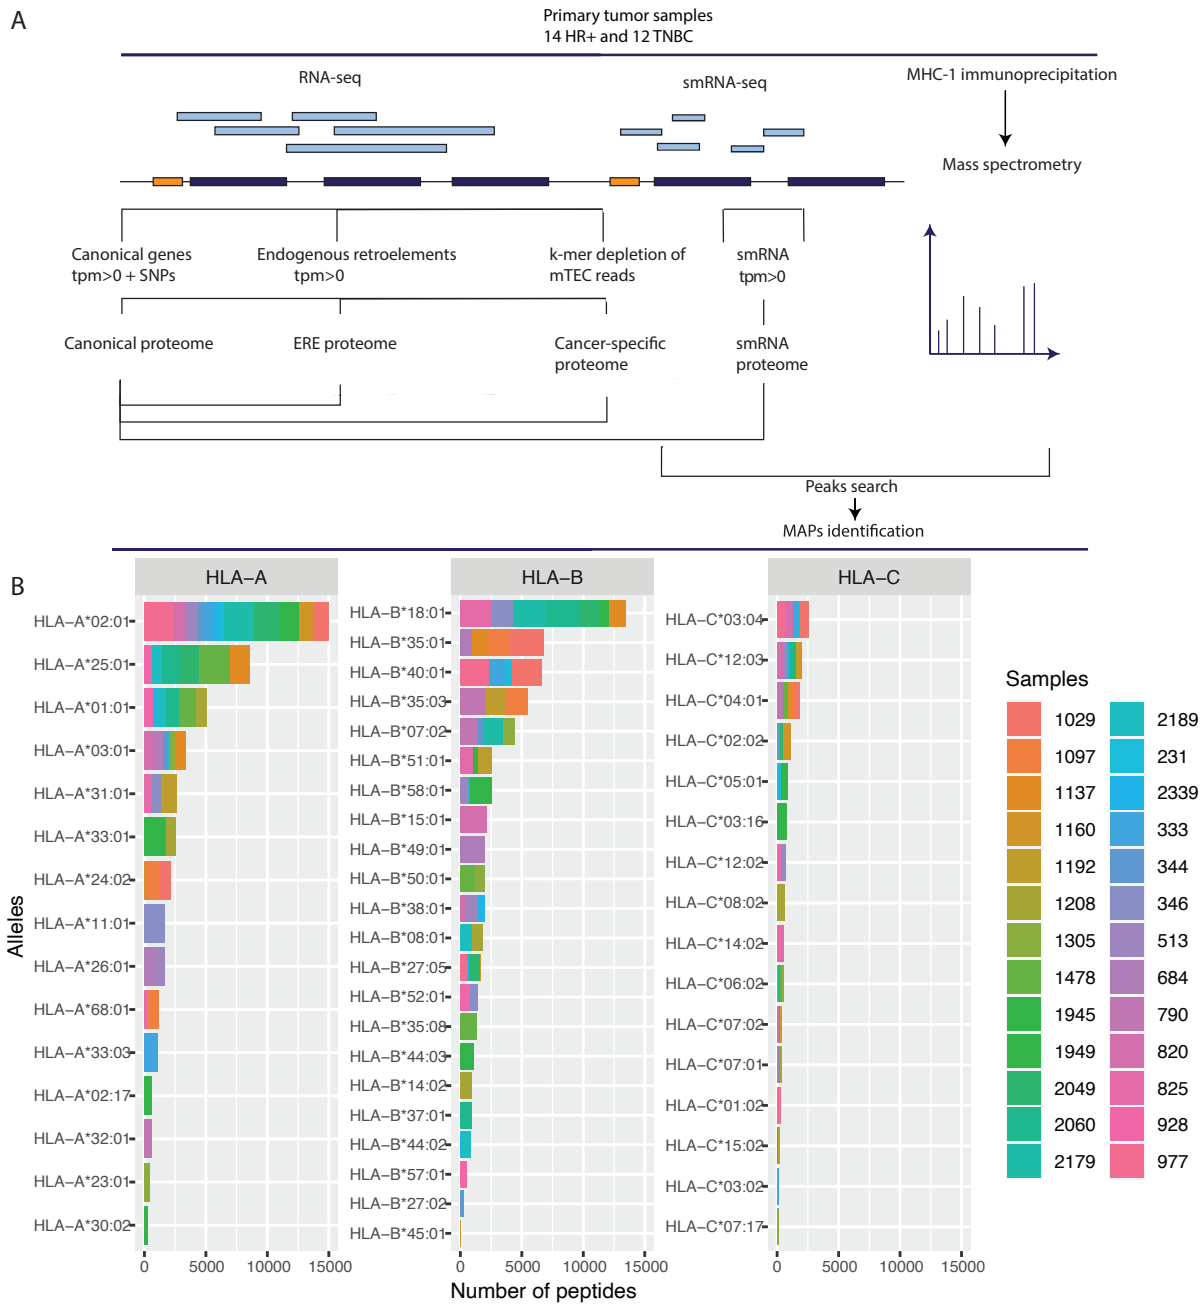 A
Primary tumor samples
14 HR+ and 12 TNBC
RNA-seq
smRNA-seq
MHC-1 immunoprecipitation
Mass spectrometry
Canonical genes
tpm>0 + SNPs
Endogenous retroelements
tpm>0
k-mer depletion of
mTEC reads
smRNA
tpm>0
Canonical proteome
ERE proteome
Cancer-specific
proteome
smRNA
proteome
Peaks search
MAPs identification
B
HLA−A
HLA−B
HLA−C
Alleles
HLA−A*02:01
HLA−A*25:01
HLA−A*01:01
HLA−A*03:01
HLA−A*31:01
HLA−A*33:01
HLA−A*24:02
HLA−A*11:01
HLA−A*26:01
HLA−A*68:01
HLA−A*33:03
HLA−A*02:17
HLA−A*32:01
HLA−A*23:01
HLA−A*30:02
0 5000 10000 15000
HLA−B*18:01
HLA−B*35:01
HLA−B*40:01
HLA−B*35:03
HLA−B*07:02
HLA−B*51:01
HLA−B*58:01
HLA−B*15:01
HLA−B*49:01
HLA−B*50:01
HLA−B*38:01
HLA−B*08:01
HLA−B*27:05
HLA−B*52:01
HLA−B*35:08
HLA−B*44:03
HLA−B*14:02
HLA−B*37:01
HLA−B*44:02
HLA−B*57:01
HLA−B*27:02
HLA−B*45:01
0 5000 10000 15000
HLA−C*03:04
HLA−C*12:03
HLA−C*04:01
HLA−C*02:02
HLA−C*05:01
HLA−C*03:16
HLA−C*12:02
HLA−C*08:02
HLA−C*14:02
HLA−C*06:02
HLA−C*07:02
HLA−C*07:01
HLA−C*01:02
HLA−C*15:02
HLA−C*03:02
HLA−C*07:17
0 5000 10000 15000
Number of peptides
Samples
1029
1097
1137
1160
1192
1208
1305
1478
1945
1949
2049
2060
2179
2189
231
2339
333
344
346
513
684
790
820
825
928
977